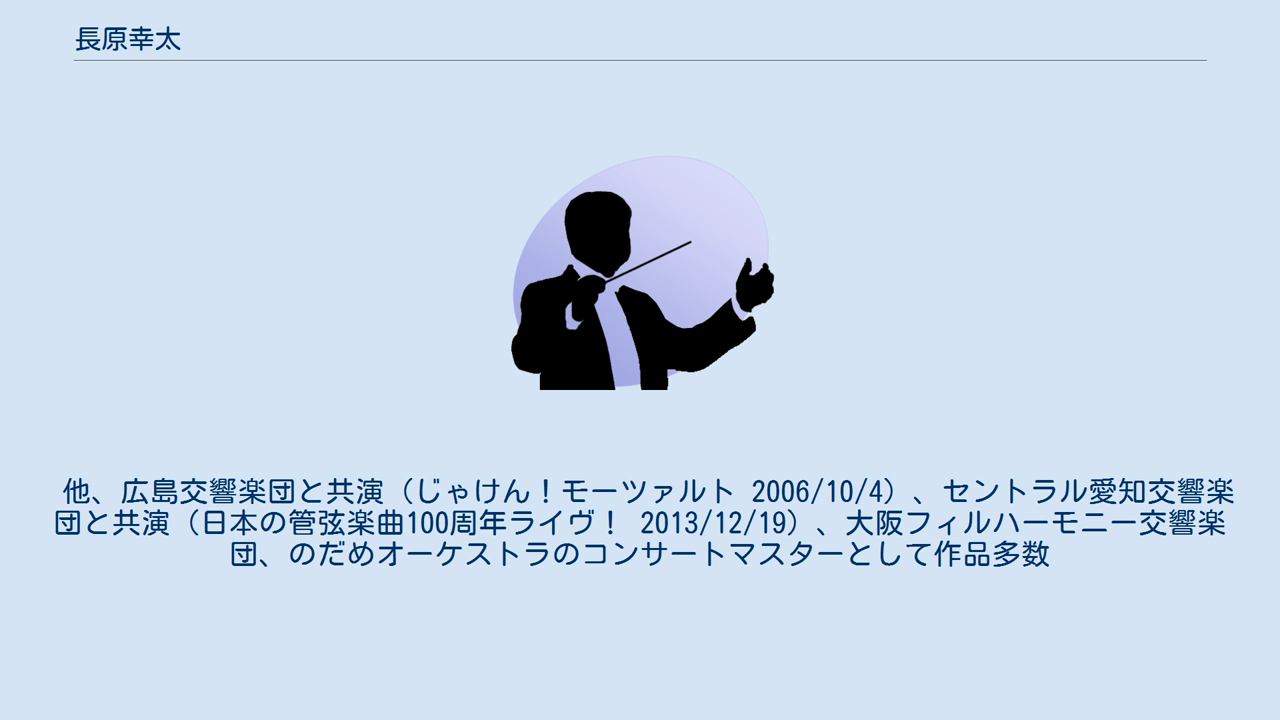 長原幸太
他、広島交響楽団と共演（じゃけん！モーツァルト 2006/10/4）、セントラル愛知交響楽
団と共演（日本の管弦楽曲100周年ライヴ！ 2013/12/19）、大阪フィルハーモニー交響楽
団、のだめオーケストラのコンサートマスターとして作品多数